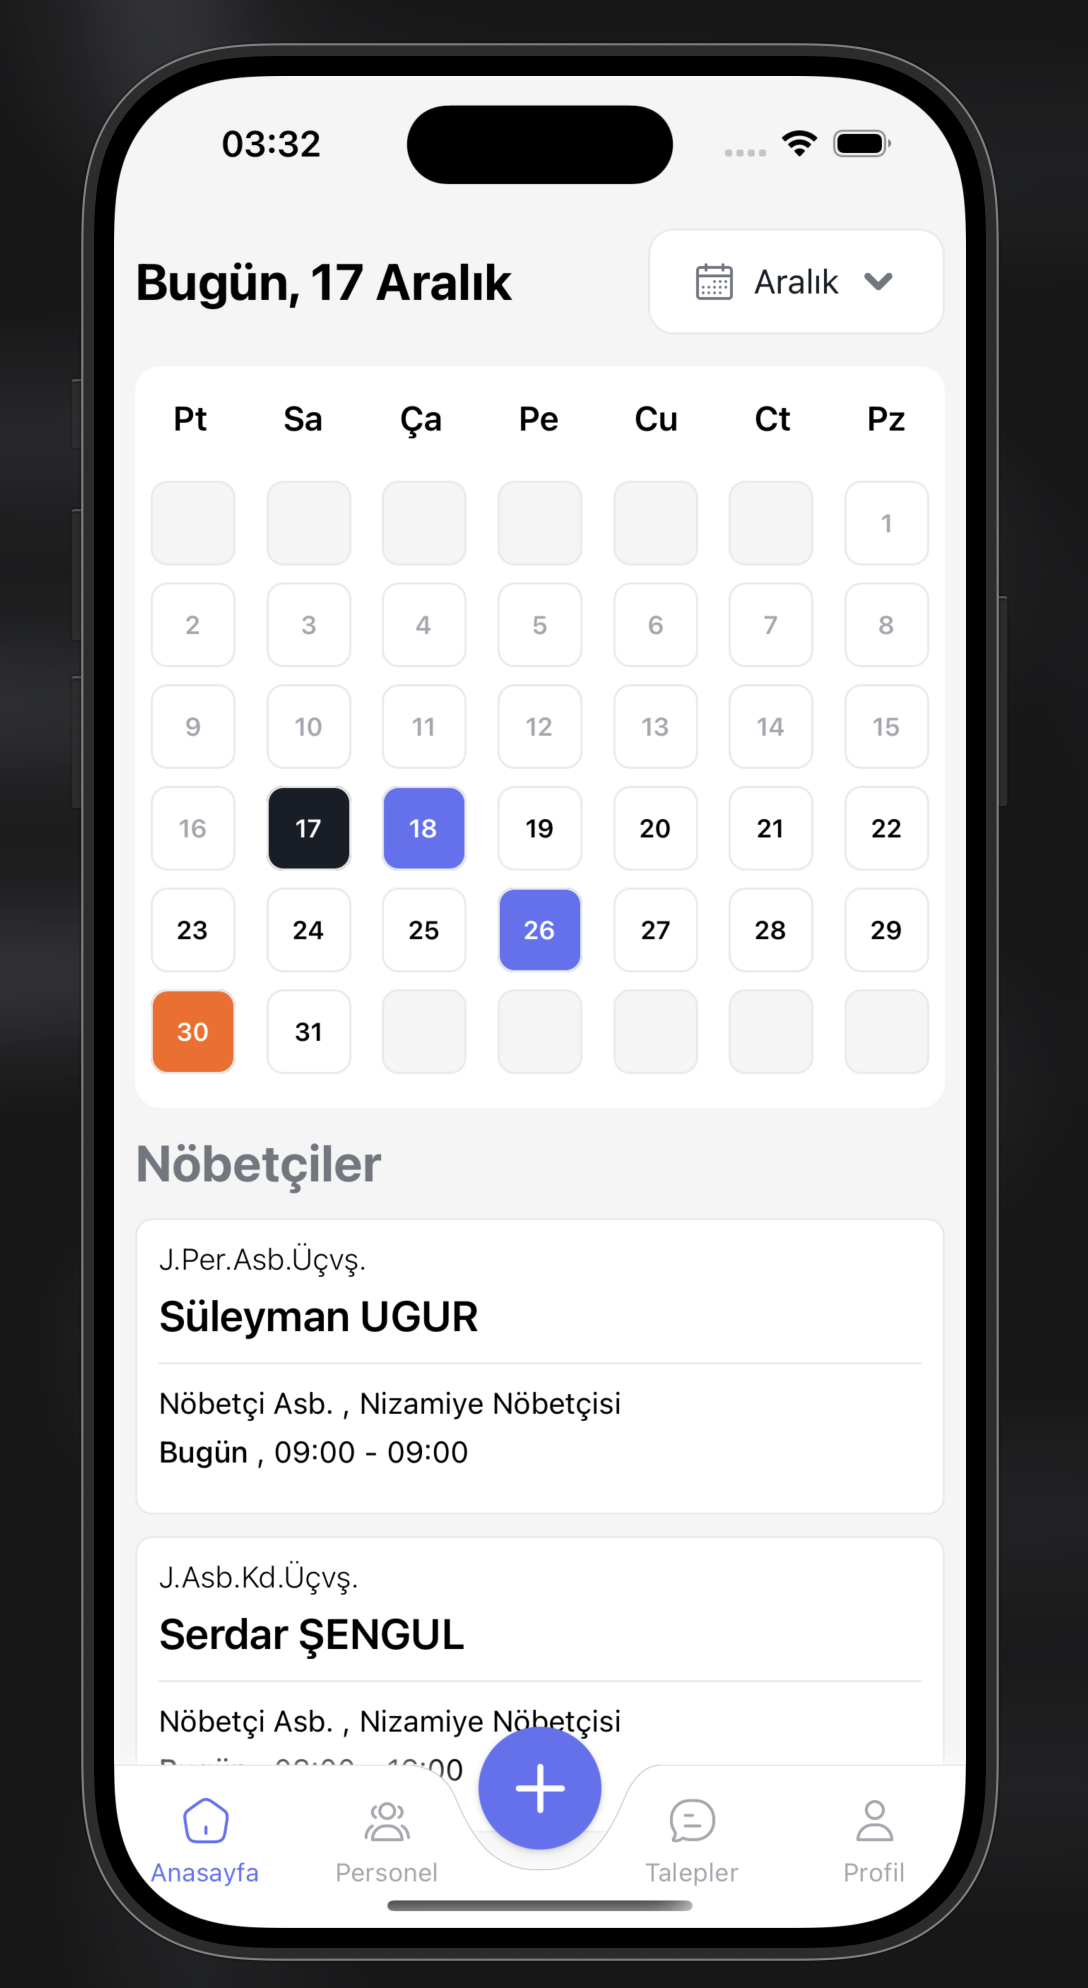 03:32
Bugün, 17 Aralık
Aralık
Pt Sa Ça Pe Cu Ct Pz
1
2 3 4 5 6 7 8
9 10 11 12 13 14 15
16 17 18 19 20 21 22
23 24 25 26 27 28 29
30 31
Nöbetçiler
J.Per.Asb.Üçvş.
Süleyman UGUR
Nöbetçi Asb. , Nizamiye Nöbetçisi
Bugün , 09:00 - 09:00
J.Asb.Kd.Üçvş.
Serdar ŞENGUL
Nöbetçi Asb. , Nizamiye Nöbetçisi
Anasayfa Personel Talepler Profil